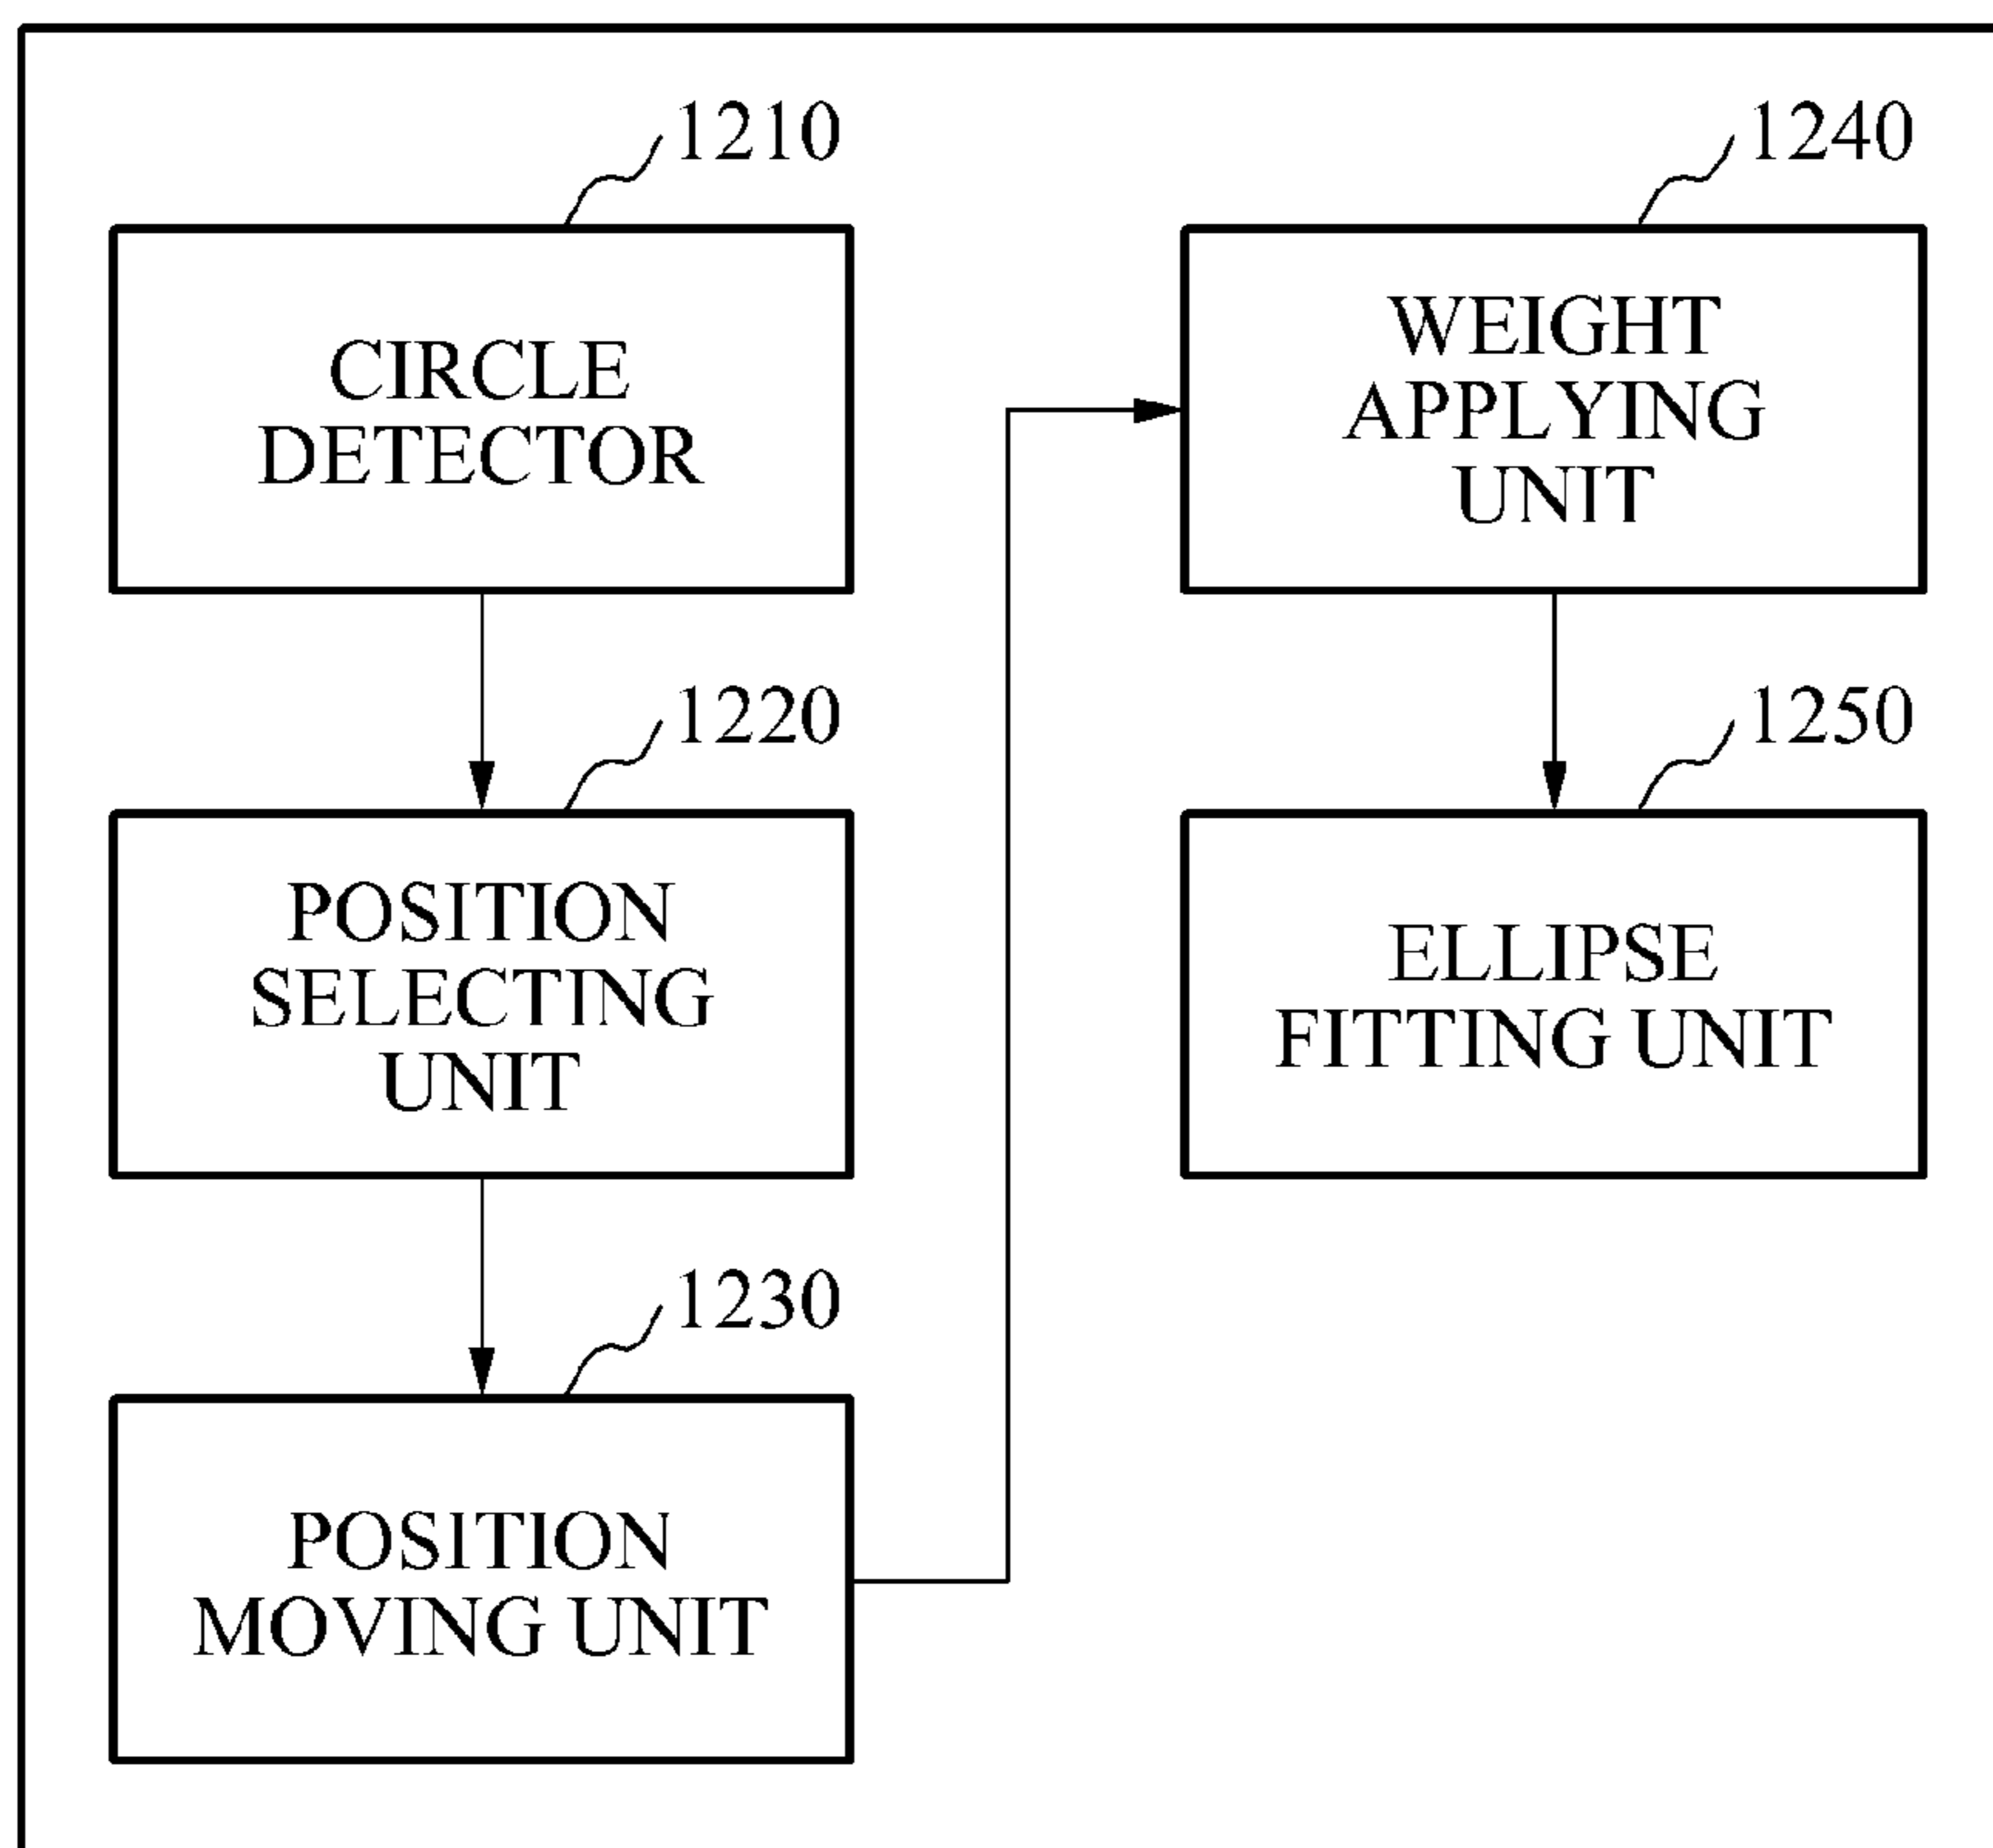 1210
CIRCLE
DETECTOR
1220
POSITION
SELECTING
UNIT
1230
POSITION
MOVING UNIT
1240
WEIGHT
APPLYING
UNIT
1250
ELLIPSE
FITTING UNIT